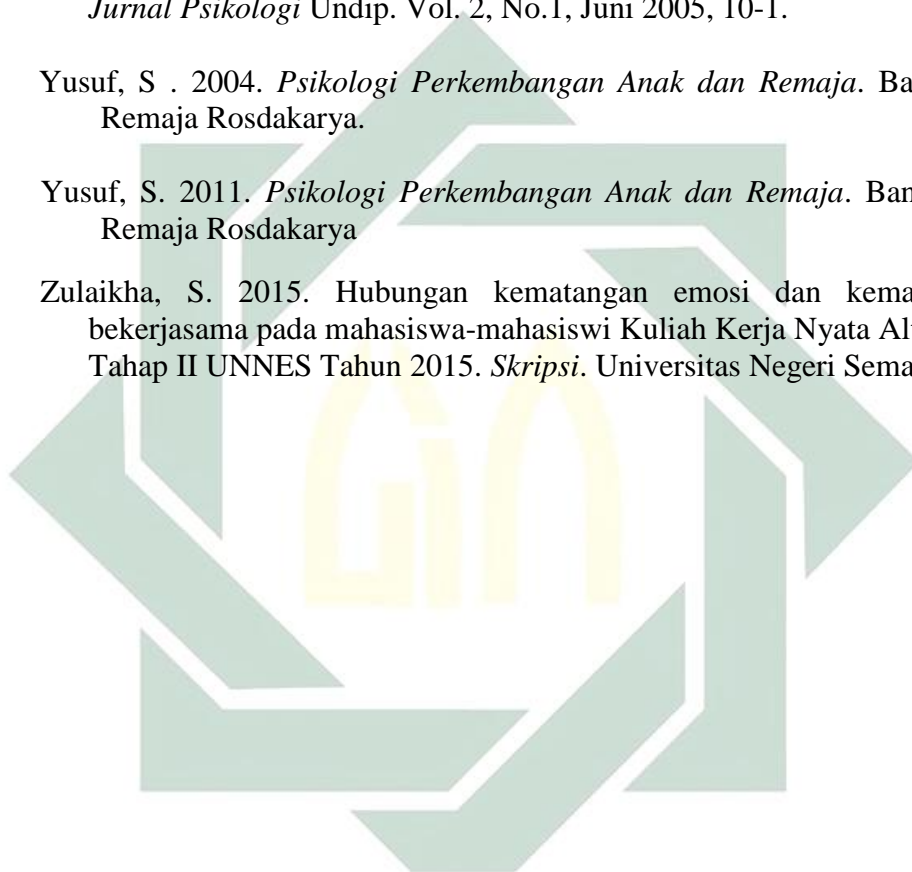 Jurnal Psikologi Undip. Vol. 2, No.1, Juni 2005, 10-1.
Yusuf, S . 2004. Psikologi Perkembangan Anak dan Remaja. Ba
Remaja Rosdakarya.
Yusuf, S. 2011. Psikologi Perkembangan Anak dan Remaja. Ban
Remaja Rosdakarya
Zulaikha, S. 2015. Hubungan kematangan emosi dan kema
bekerjasama pada mahasiswa-mahasiswi Kuliah Kerja Nyata Al
Tahap II UNNES Tahun 2015. Skripsi. Universitas Negeri Sema